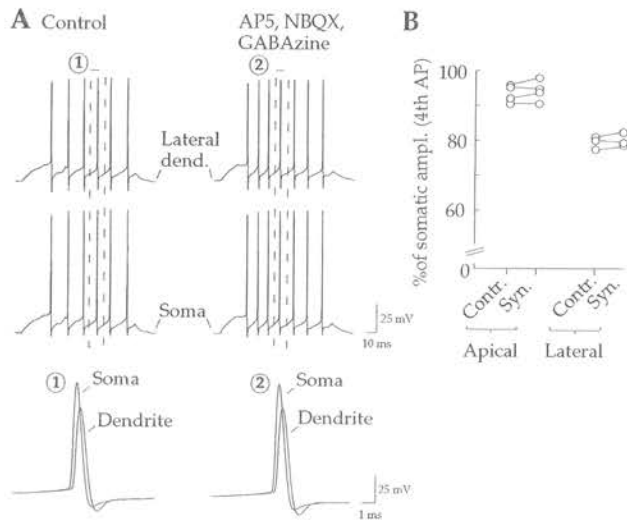 A
Control
AP5, NBQX,
GABAzine
① 
②
Lateral
dend.
Soma
25 mV
10 ms
①
Soma
Dendrite
②
Soma
Dendrite
25 mV
1 ms
B
%of somatic ampl. (4th AP)
100
80
60
0
Contr.
Syn.
Contr.
Syn.
Apical
Lateral